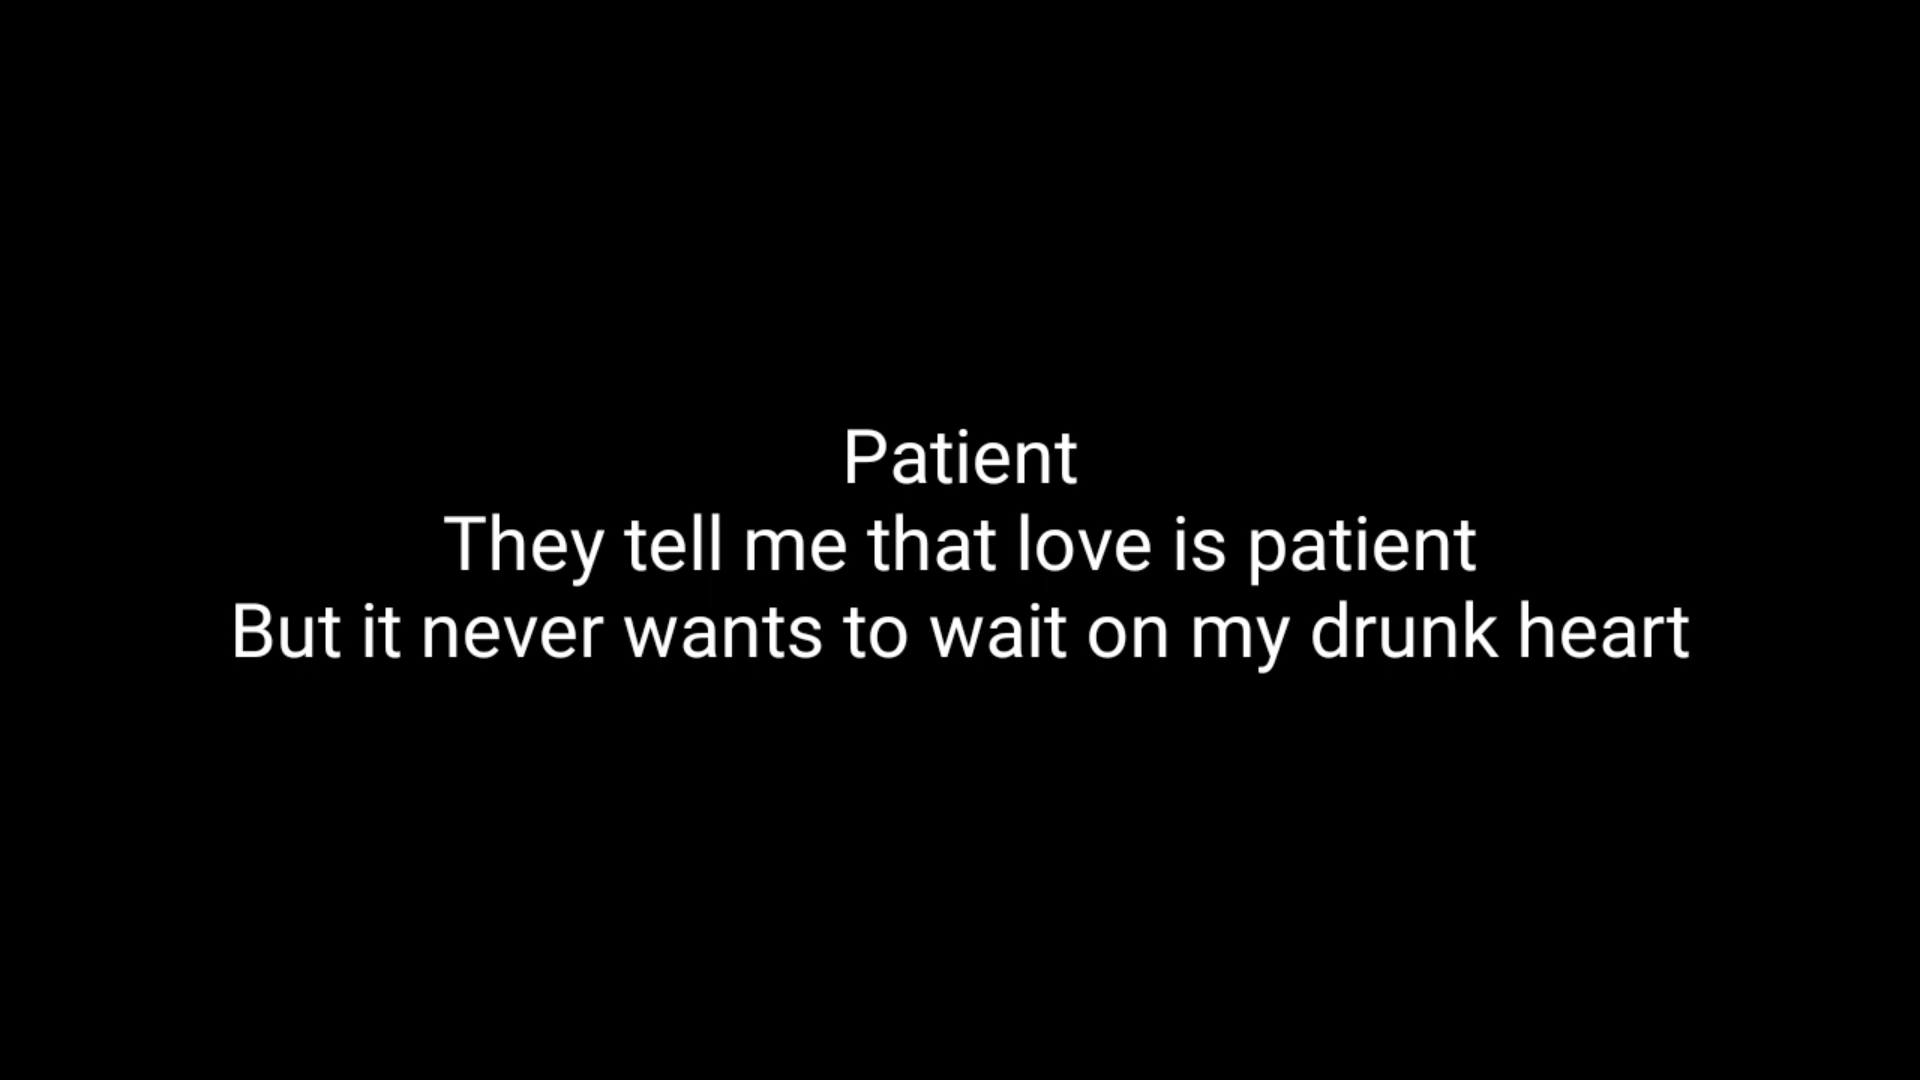 Patient
They tell me that love is patient
But it never wants to wait on my drunk heart